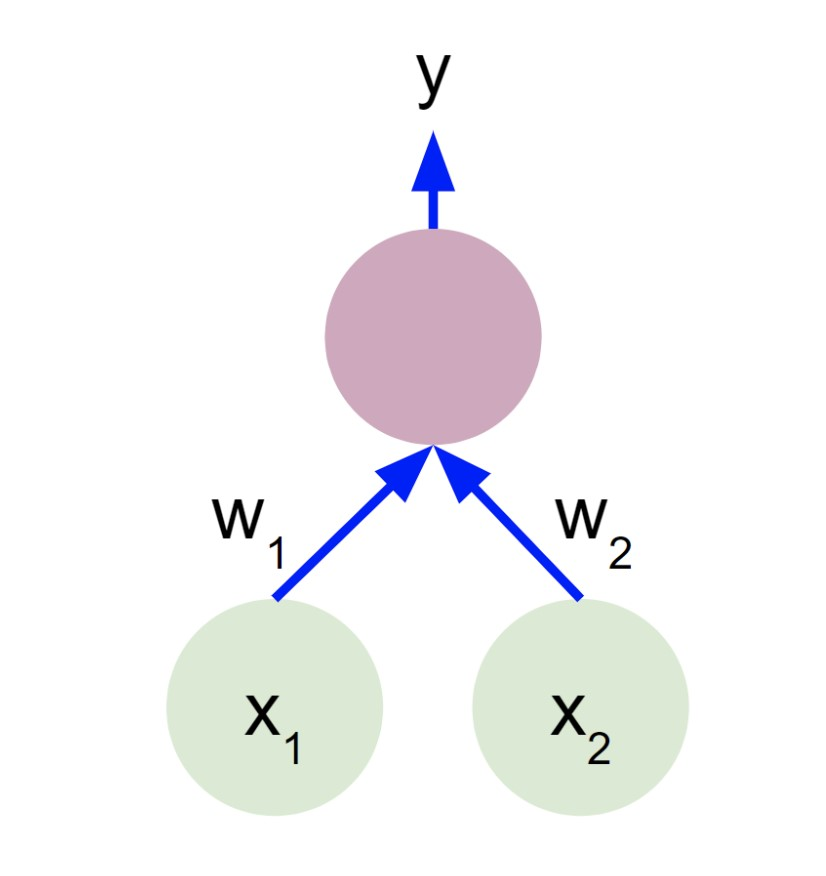 y
w₁ w₂
x₁ x₂